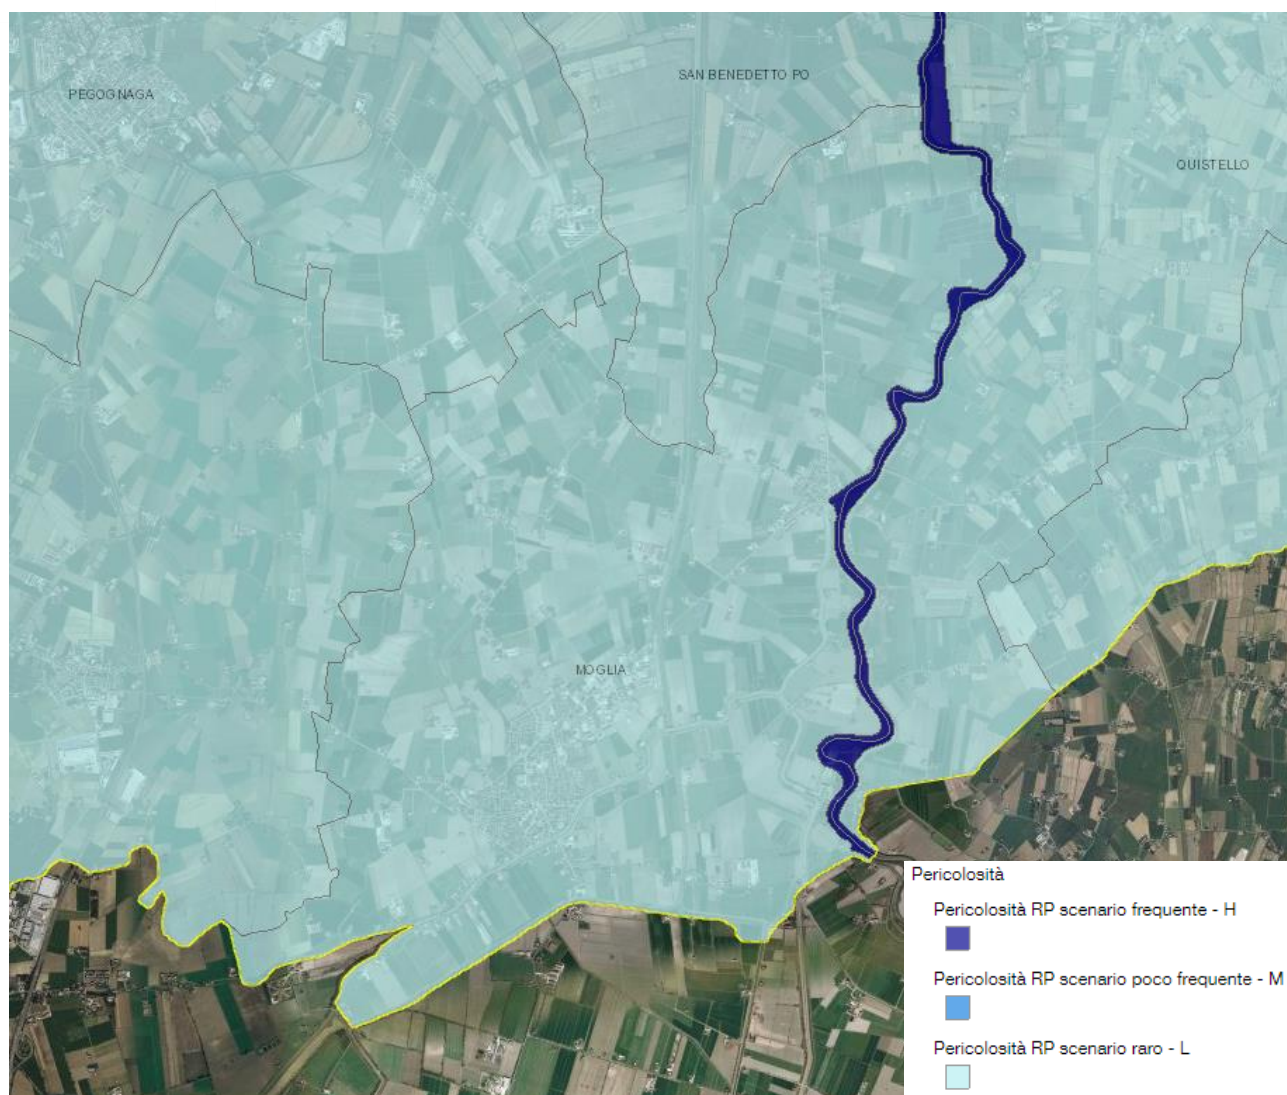 SAN BENEDETTO PO
PEGOGNAGA
QUISTELLO
MOGLIA
Pericolosità
Pericolosità RP scenario frequente - H
Pericolosità RP scenario poco frequente - M
Pericolosità RP scenario raro - L